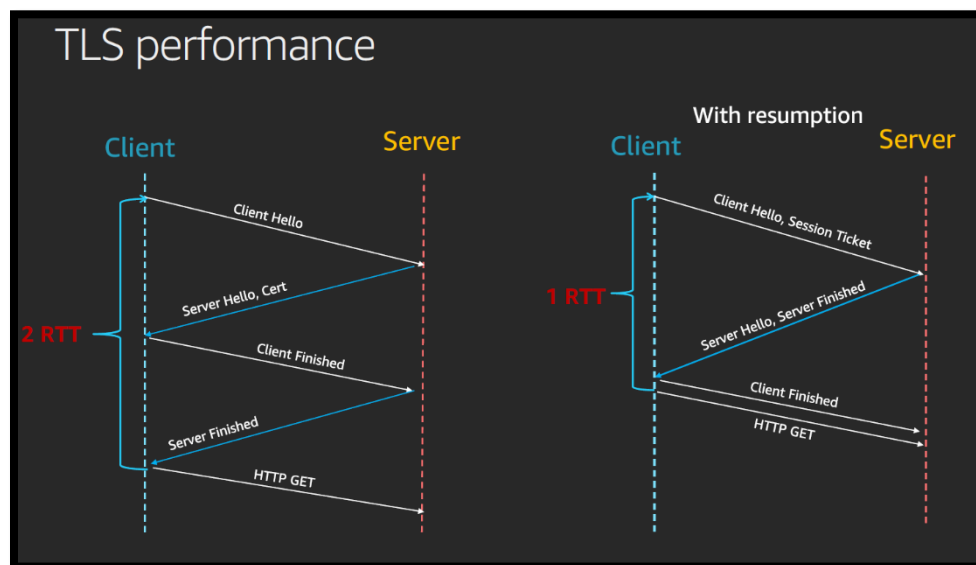 TLS performance
Client
Server
Client Hello
Server Hello, Cert
2 RTT
Client Finished
Server Finished
HTTP GET
With resumption
Client
Server
Client Hello, Session Ticket
1 RTT
Server Hello, Server Finished
Client Finished
HTTP GET